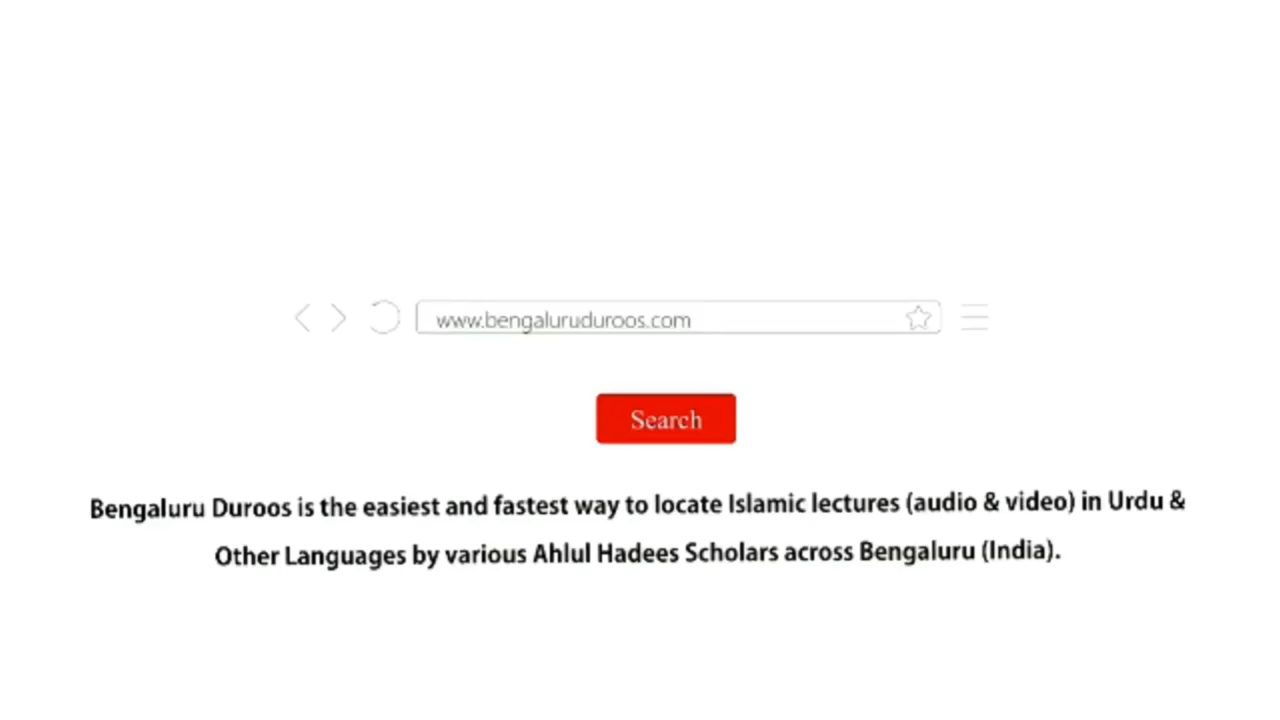 www.bengaluruduroos.com
Search
Bengaluru Duroos is the easiest and fastest way to locate Islamic lectures (audio & video) in Urdu &
Other Languages by various Ahlul Hadees Scholars across Bengaluru (India).